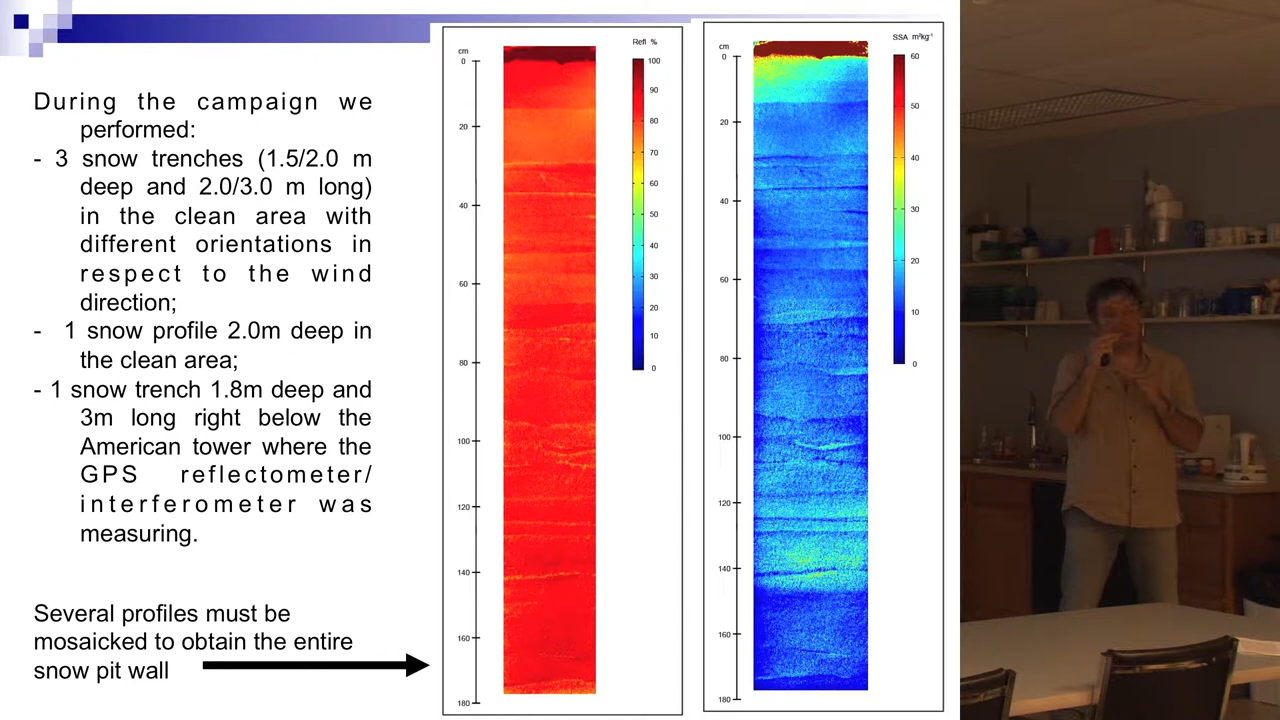 During the campaign we
performed:
- 3 snow trenches (1.5/2.0 m
deep and 2.0/3.0 m long)
in the clean area with
different orientations in
respect to the wind
direction;
- 1 snow profile 2.0m deep in
the clean area;
- 1 snow trench 1.8m deep and
3m long right below the
American tower where the
GPS reflectometer/
interferometer was
measuring.
Several profiles must be
mosaicked to obtain the entire
snow pit wall
cm
0
20
40
60
80
100
120
140
160
180
Refl %
100
90
80
70
60
50
40
30
20
10
0
cm
0
20
40
60
80
100
120
140
160
180
SSA m²kg⁻¹
60
50
40
30
20
10
0